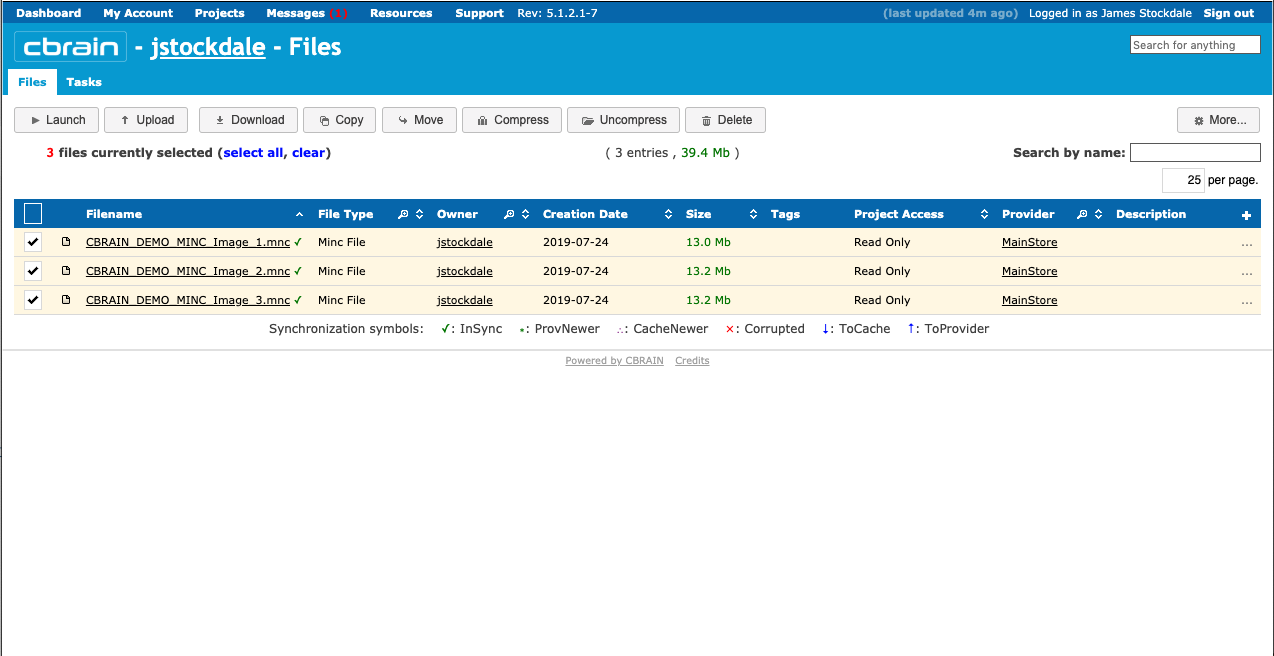 Dashboard My Account Projects Messages (1) Resources Support Rev: 5.1.2.1-7 (last updated 4m ago) Logged in as James Stockdale Sign out
cbrain - jstockdale - Files Search for anything
Files Tasks
Launch Upload Download Copy Move Compress Uncompress Delete More...
3 files currently selected (select all, clear) ( 3 entries , 39.4 Mb ) Search by name:
25 per page.
Filename File Type Owner Creation Date Size Tags Project Access Provider Description +
CBRAIN_DEMO_MINC_Image_1.mnc ✓ Minc File jstockdale 2019-07-24 13.0 Mb Read Only MainStore ...
CBRAIN_DEMO_MINC_Image_2.mnc ✓ Minc File jstockdale 2019-07-24 13.2 Mb Read Only MainStore ...
CBRAIN_DEMO_MINC_Image_3.mnc ✓ Minc File jstockdale 2019-07-24 13.2 Mb Read Only MainStore ...
Synchronization symbols: ✓: InSync ⋆: ProvNewer ∴: CacheNewer ×: Corrupted ↓: ToCache ↑: ToProvider
Powered by CBRAIN Credits